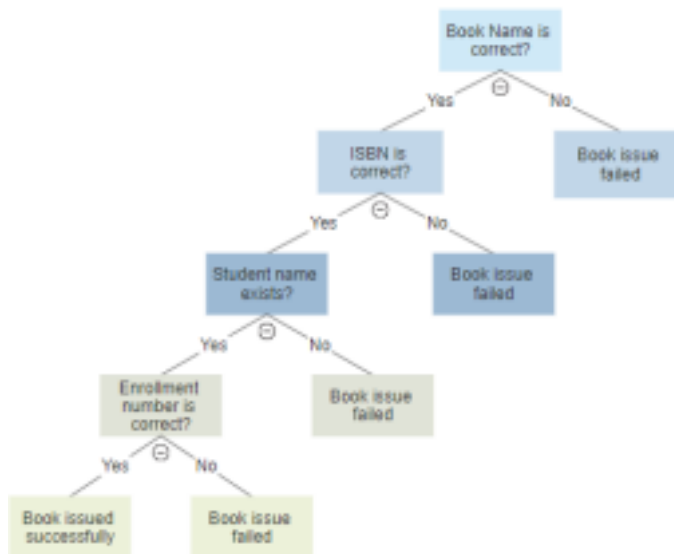 Book Name is
correct?
Yes
No
ISBN is
correct?
Book issue
failed
Yes
No
Student name
exists?
Book issue
failed
Yes
No
Enrollment
number is
correct?
Book issue
failed
Yes
No
Book issued
successfully
Book issue
failed